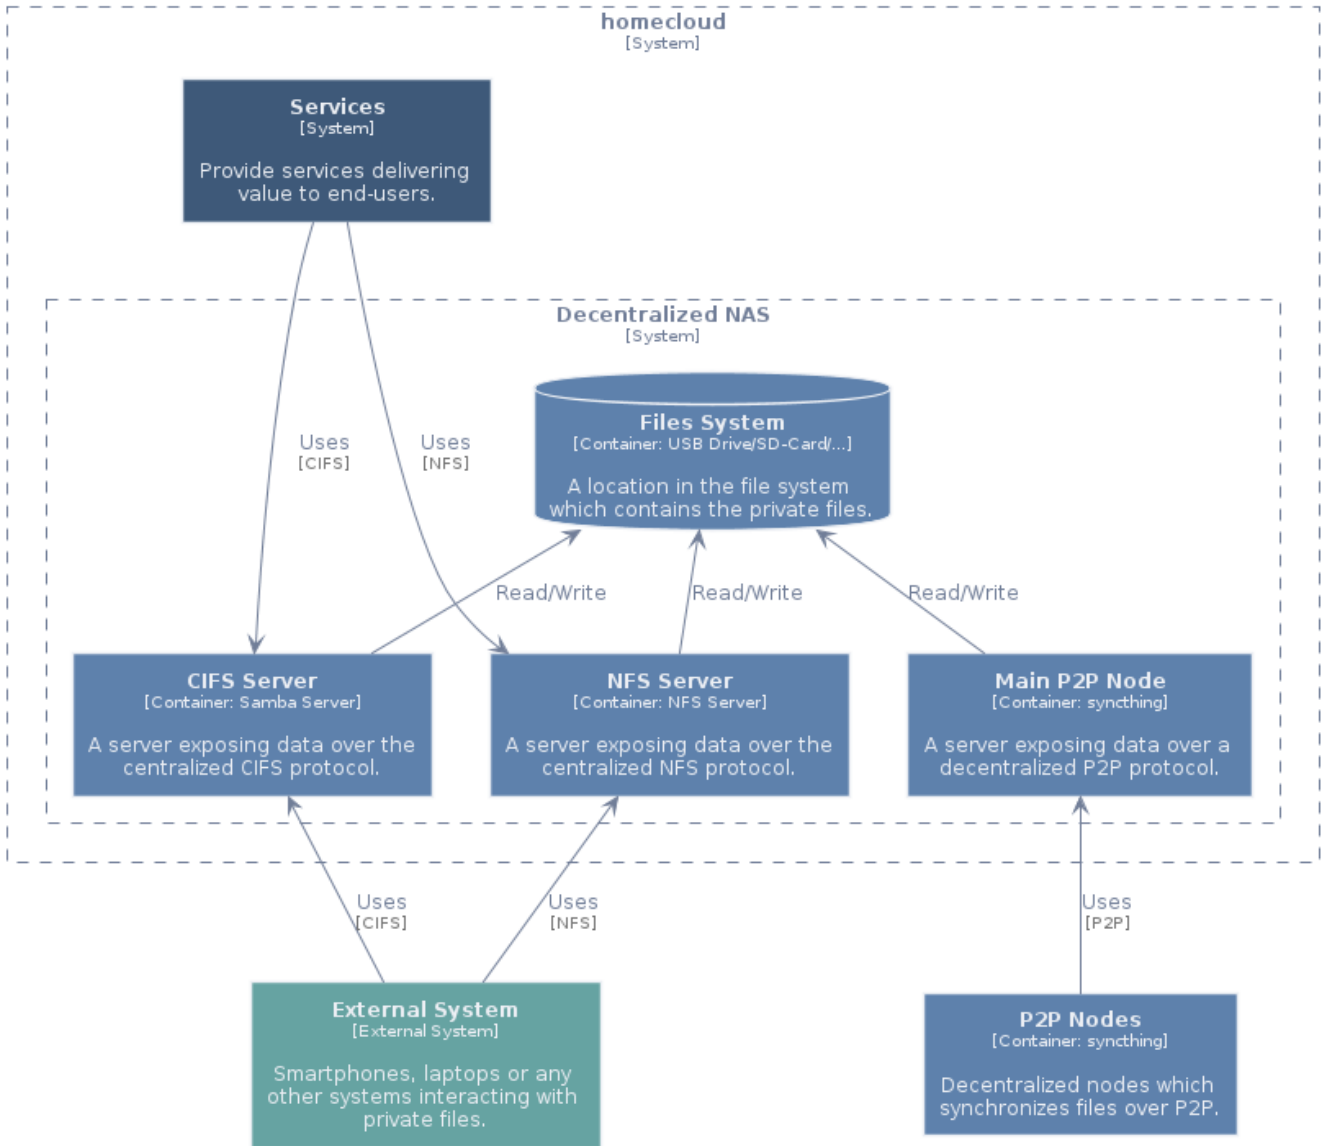 homecloud
[System]
Services
[System]
Provide services delivering
value to end-users.
Decentralized NAS
[System]
Files System
[Container: USB Drive/SD-Card/...]
A location in the file system
which contains the private files.
Uses
[CIFS]
Uses
[NFS]
Read/Write
Read/Write
Read/Write
CIFS Server
[Container: Samba Server]
A server exposing data over the
centralized CIFS protocol.
NFS Server
[Container: NFS Server]
A server exposing data over the
centralized NFS protocol.
Main P2P Node
[Container: syncthing]
A server exposing data over a
decentralized P2P protocol.
Uses
[CIFS]
Uses
[NFS]
Uses
[P2P]
External System
[External System]
Smartphones, laptops or any
other systems interacting with
private files.
P2P Nodes
[Container: syncthing]
Decentralized nodes which
synchronizes files over P2P.